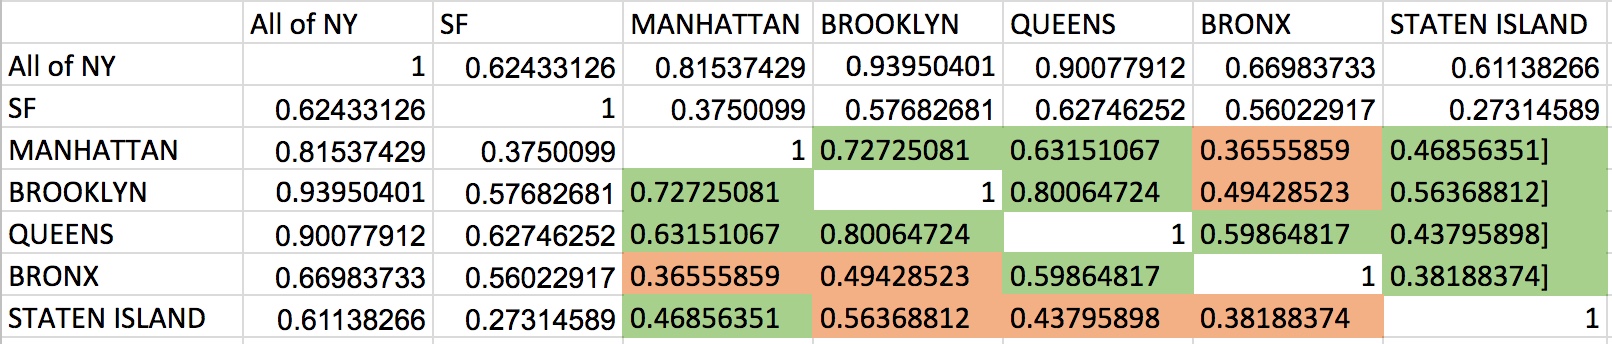 All of NY SF MANHATTAN BROOKLYN QUEENS BRONX STATEN ISLAND
All of NY 1 0.62433126 0.81537429 0.93950401 0.90077912 0.66983733 0.61138266
SF 0.62433126 1 0.3750099 0.57682681 0.62746252 0.56022917 0.27314589
MANHATTAN 0.81537429 0.3750099 1 0.72725081 0.63151067 0.36555859 0.46856351]
BROOKLYN 0.93950401 0.57682681 0.72725081 1 0.80064724 0.49428523 0.56368812]
QUEENS 0.90077912 0.62746252 0.63151067 0.80064724 1 0.59864817 0.43795898]
BRONX 0.66983733 0.56022917 0.36555859 0.49428523 0.59864817 1 0.38188374]
STATEN ISLAND 0.61138266 0.27314589 0.46856351 0.56368812 0.43795898 0.38188374 1